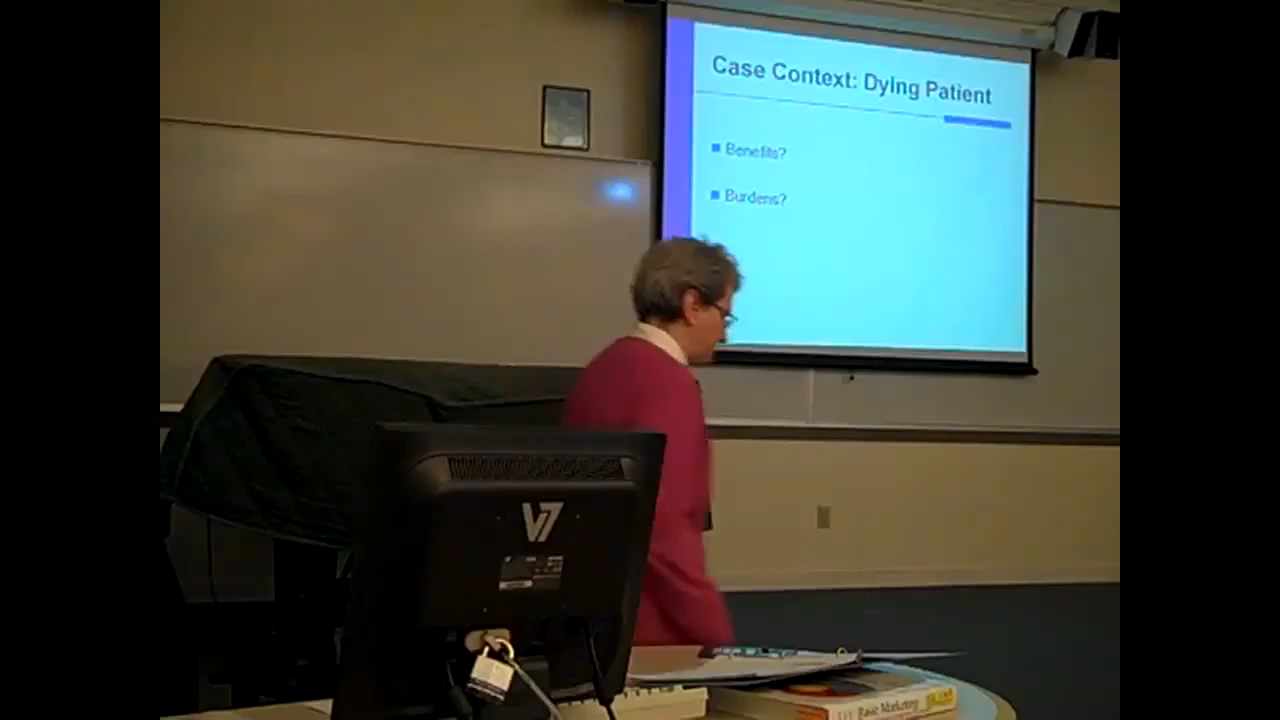 Case Context: Dying Patient
Benefits?
Burdens?
V7
Basic Marketing